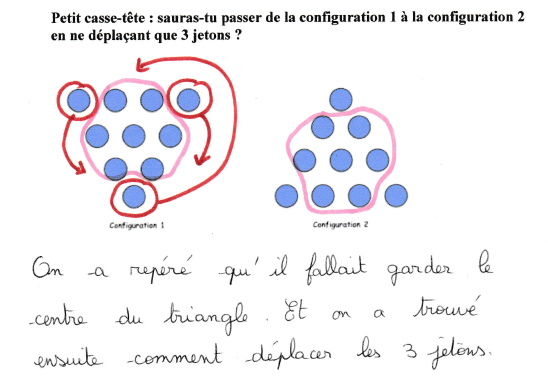 Petit casse-tête : sauras-tu passer de la configuration 1 à la configuration 2
en ne déplaçant que 3 jetons ?
Configuration 1
Configuration 2
On a repéré qu'il fallait garder le
centre du triangle. Et on a trouvé
ensuite comment déplacer les 3 jetons.